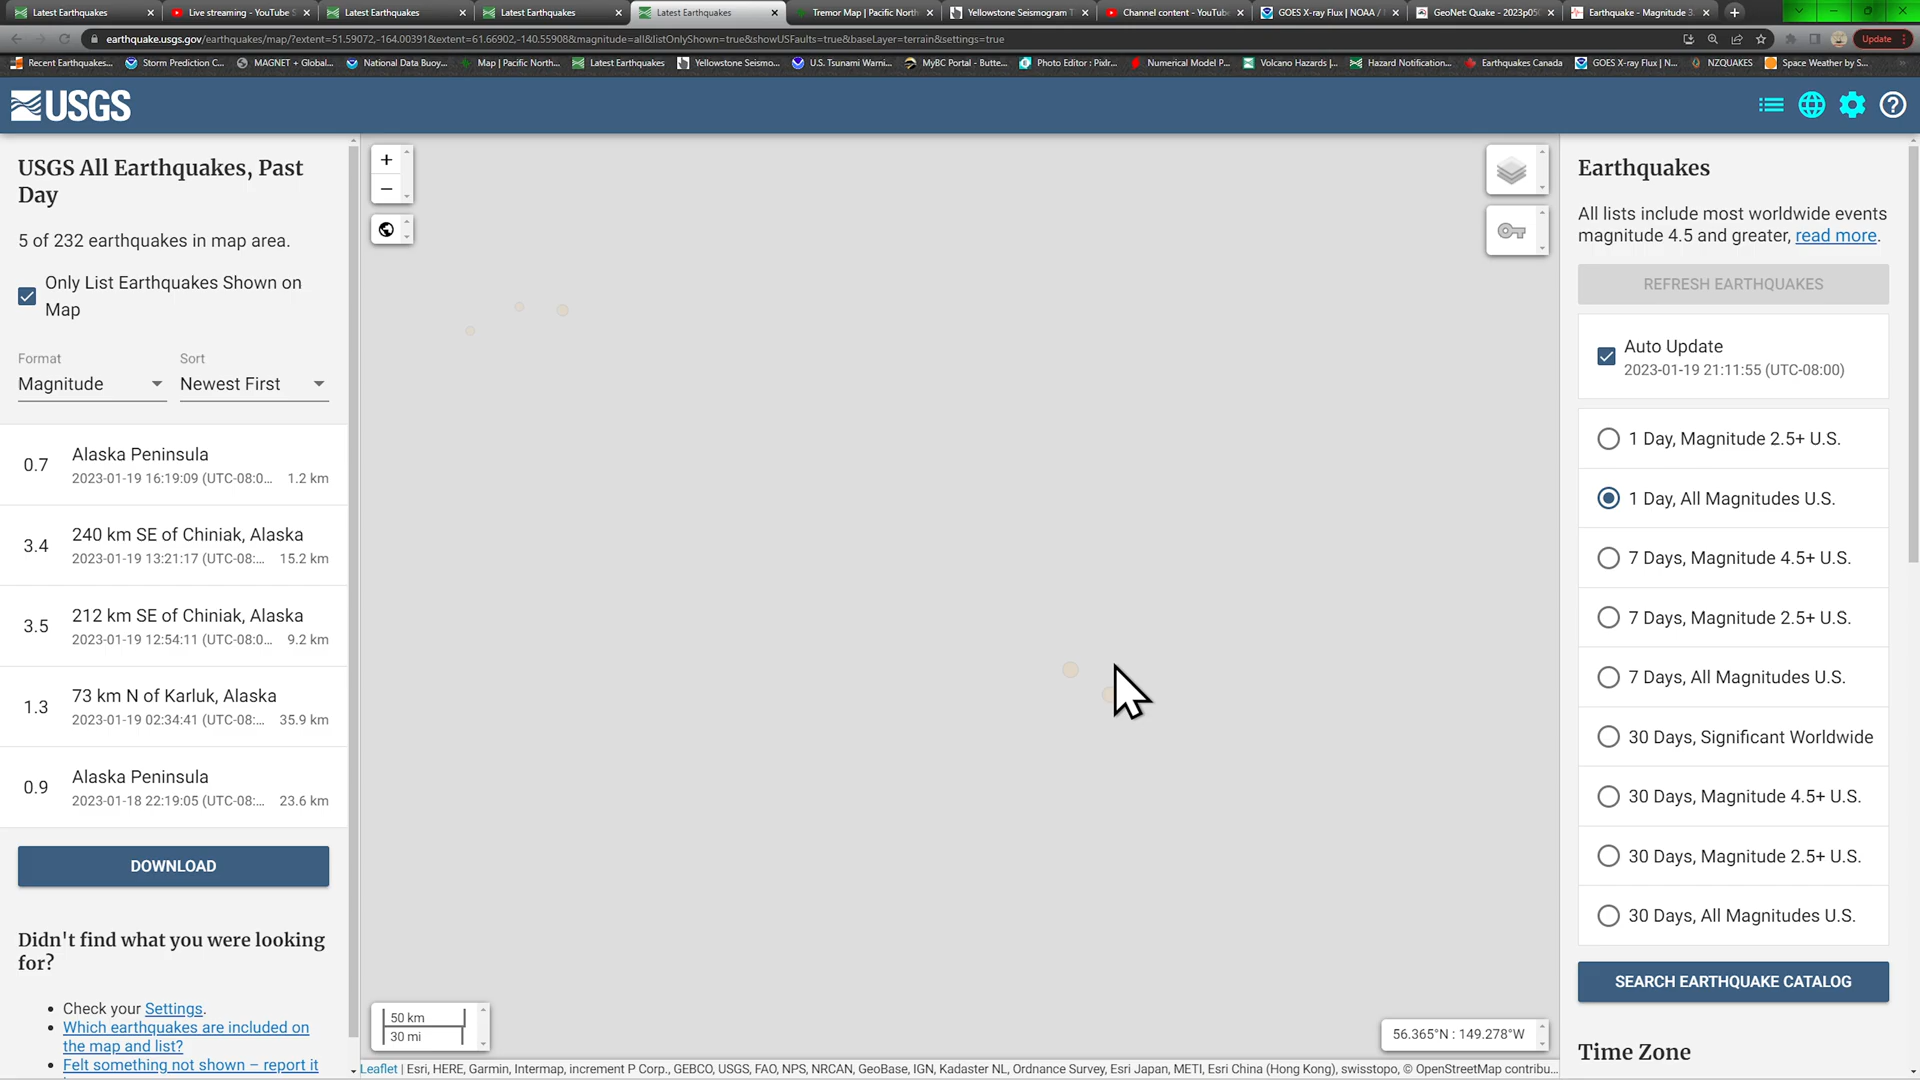 Latest Earthquakes
Live streaming - YouTube S
Latest Earthquakes
Latest Earthquakes
Latest Earthquakes
Tremor Map | Pacific North
Yellowstone Seismogram T
Channel content - YouTub
GOES X-ray Flux | NOAA /
GeoNet: Quake - 2023p05
Earthquake - Magnitude 3.
earthquake.usgs.gov/earthquakes/map/?extent=51.59072,-164.00391&extent=61.66902,-140.55908&magnitude=all&listOnlyShown=true&showUSFaults=true&baseLayer=terrain&settings=true
Update
Recent Earthquakes...
Storm Prediction C...
MAGNET + Global...
National Data Buoy...
Map | Pacific North...
Latest Earthquakes
Yellowstone Seismo...
U.S. Tsunami Warni...
MyBC Portal - Butte...
Photo Editor : Pixlr...
Numerical Model P...
Volcano Hazards |...
Hazard Notification...
Earthquakes Canada
GOES X-ray Flux | N...
NZQUAKES
Space Weather by S...
USGS
USGS All Earthquakes, Past
Day
5 of 232 earthquakes in map area.
Only List Earthquakes Shown on
Map
Format
Sort
Magnitude
Newest First
0.7
Alaska Peninsula
2023-01-19 16:19:09 (UTC-08:0...
1.2 km
3.4
240 km SE of Chiniak, Alaska
2023-01-19 13:21:17 (UTC-08:...
15.2 km
3.5
212 km SE of Chiniak, Alaska
2023-01-19 12:54:11 (UTC-08:0...
9.2 km
1.3
73 km N of Karluk, Alaska
2023-01-19 02:34:41 (UTC-08:...
35.9 km
0.9
Alaska Peninsula
2023-01-18 22:19:05 (UTC-08:...
23.6 km
DOWNLOAD
Didn't find what you were looking
for?
Check your Settings.
Which earthquakes are included on
the map and list?
Felt something not shown – report it
+
−
50 km
30 mi
56.365°N : 149.278°W
Leaflet | Esri, HERE, Garmin, Intermap, increment P Corp., GEBCO, USGS, FAO, NPS, NRCAN, GeoBase, IGN, Kadaster NL, Ordnance Survey, Esri Japan, METI, Esri China (Hong Kong), swisstopo, © OpenStreetMap contribu...
Earthquakes
All lists include most worldwide events
magnitude 4.5 and greater, read more.
REFRESH EARTHQUAKES
Auto Update
2023-01-19 21:11:55 (UTC-08:00)
1 Day, Magnitude 2.5+ U.S.
1 Day, All Magnitudes U.S.
7 Days, Magnitude 4.5+ U.S.
7 Days, Magnitude 2.5+ U.S.
7 Days, All Magnitudes U.S.
30 Days, Significant Worldwide
30 Days, Magnitude 4.5+ U.S.
30 Days, Magnitude 2.5+ U.S.
30 Days, All Magnitudes U.S.
SEARCH EARTHQUAKE CATALOG
Time Zone